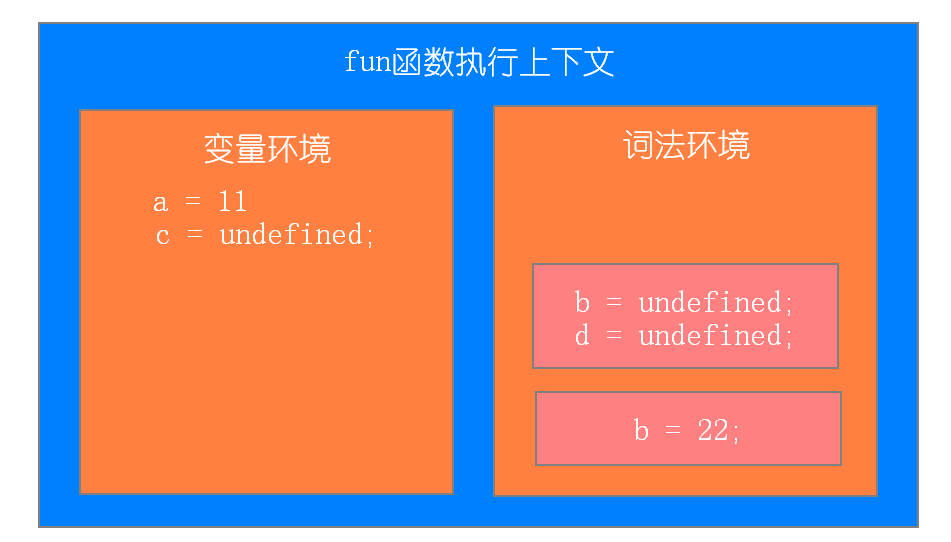 fun函数执行上下文
变量环境
a = 11
c = undefined;
词法环境
b = undefined;
d = undefined;
b = 22;